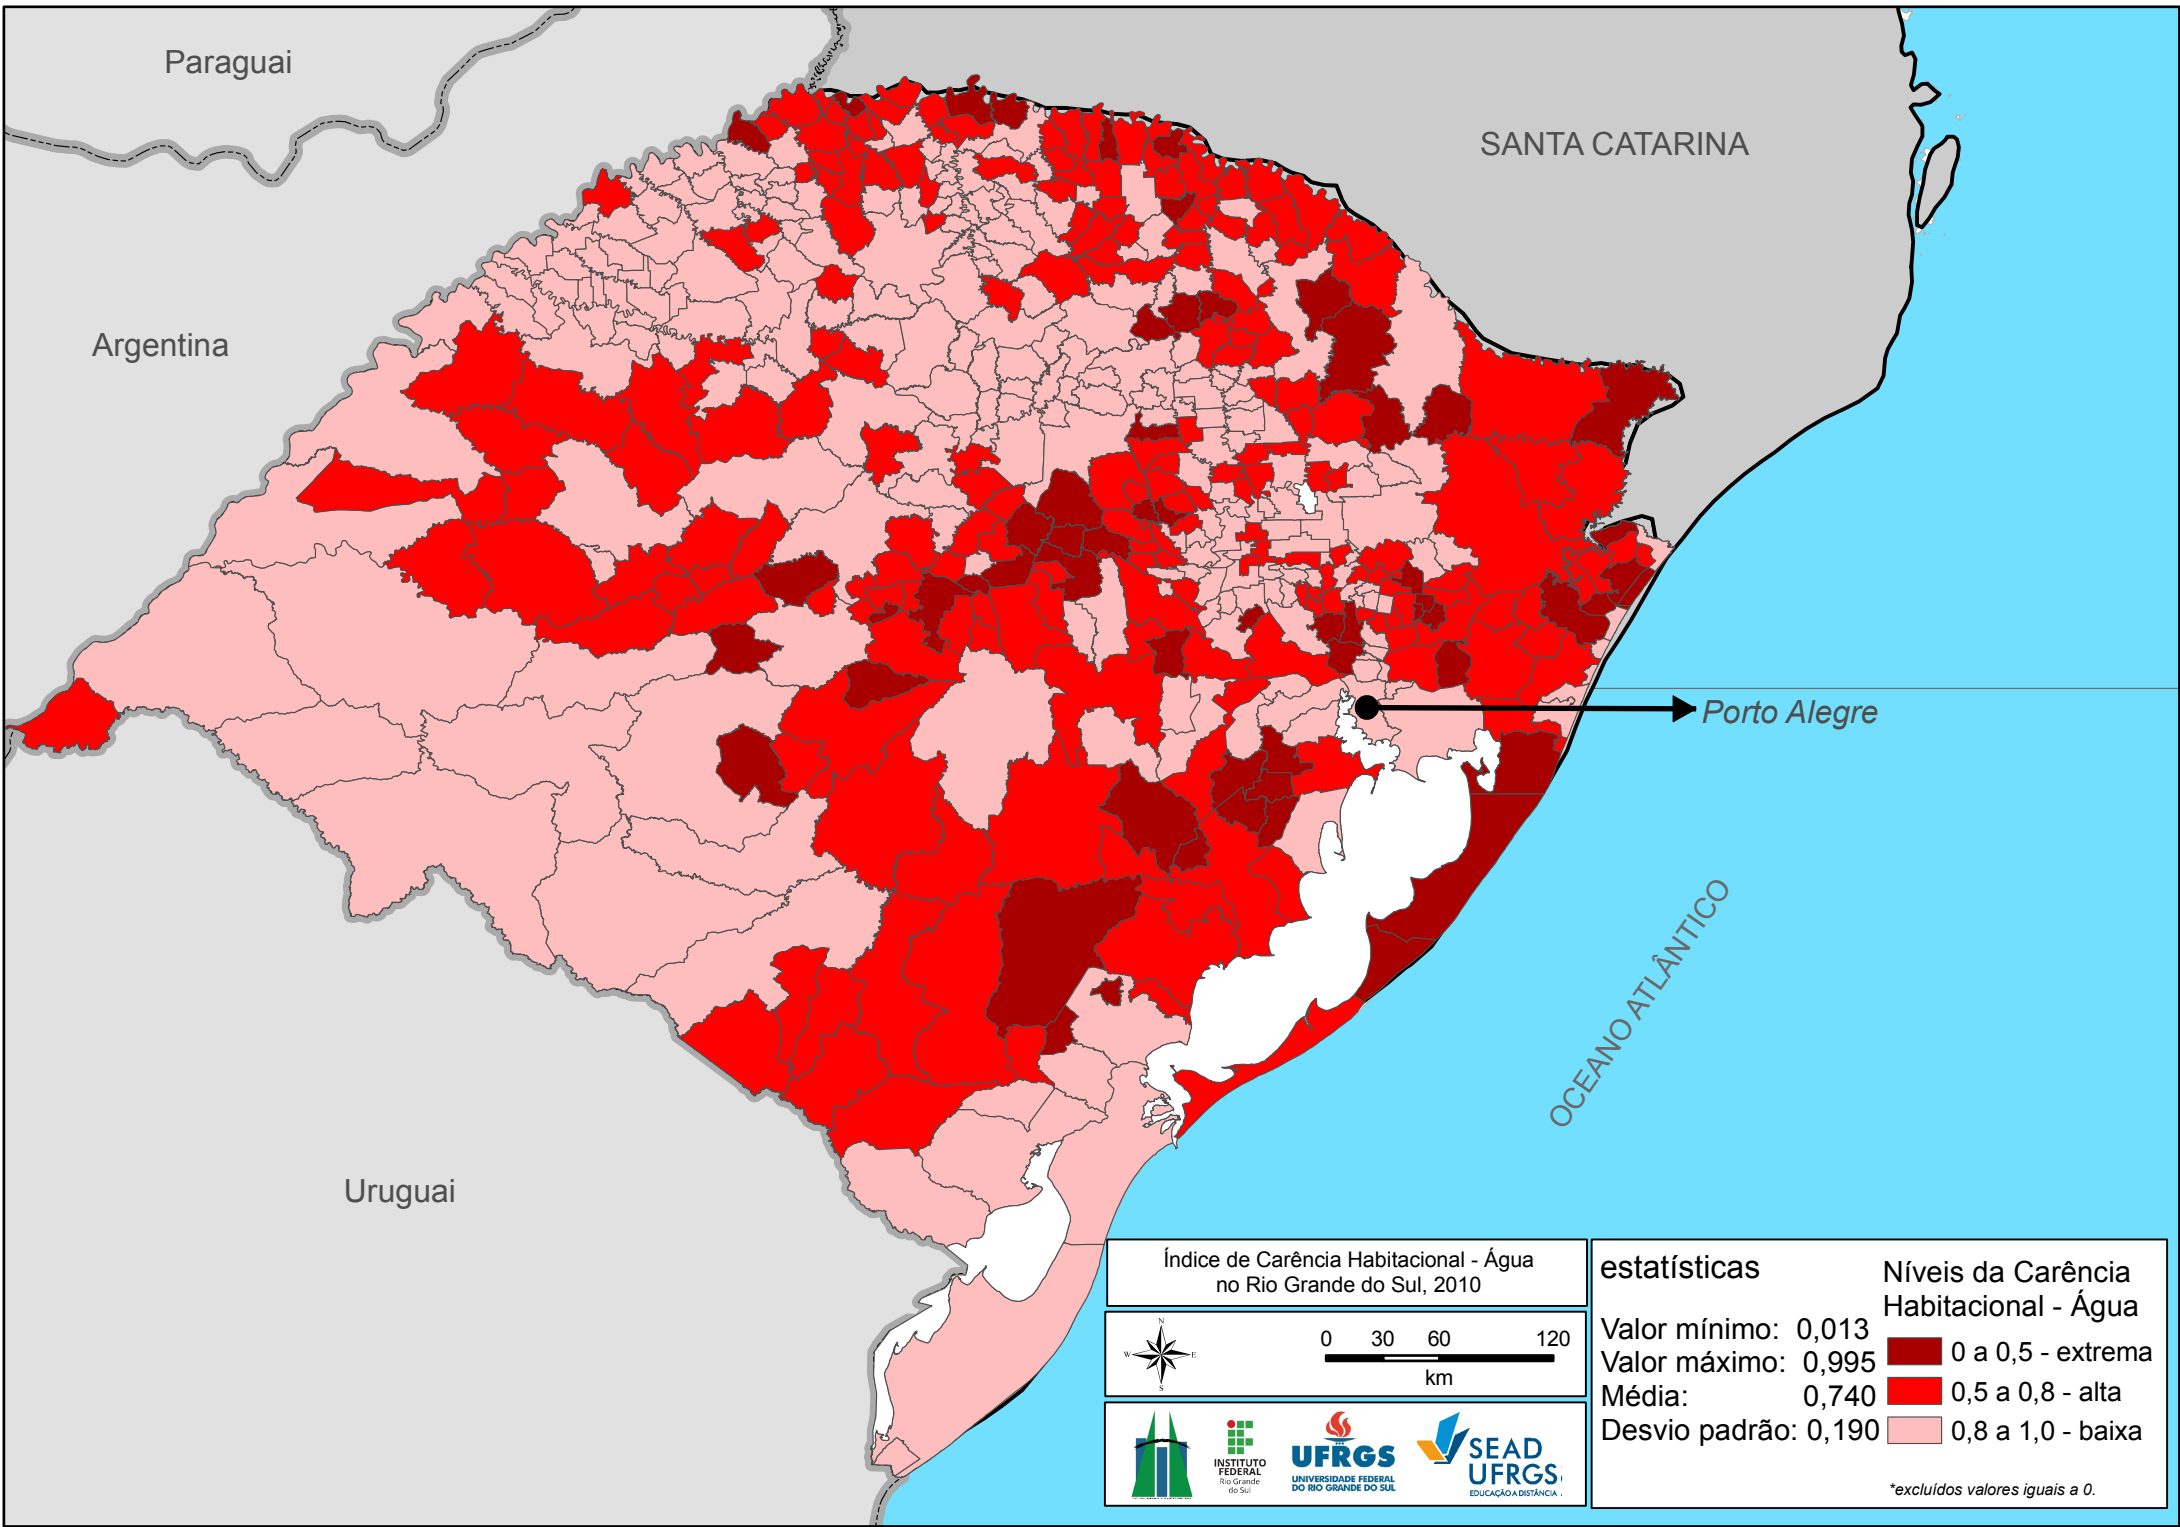 Paraguai
SANTA CATARINA
Argentina
Porto Alegre
OCEANO ATLÂNTICO
Uruguai
Índice de Carência Habitacional - Água
no Rio Grande do Sul, 2010
N
W E
S
0 30 60 120
km
INSTITUTO
FEDERAL
Rio Grande
do Sul
UFRGS
UNIVERSIDADE FEDERAL
DO RIO GRANDE DO SUL
SEAD
UFRGS
EDUCAÇÃO A DISTÂNCIA
estatísticas
Valor mínimo: 0,013
Valor máximo: 0,995
Média: 0,740
Desvio padrão: 0,190
Níveis da Carência
Habitacional - Água
0 a 0,5 - extrema
0,5 a 0,8 - alta
0,8 a 1,0 - baixa
*excluídos valores iguais a 0.